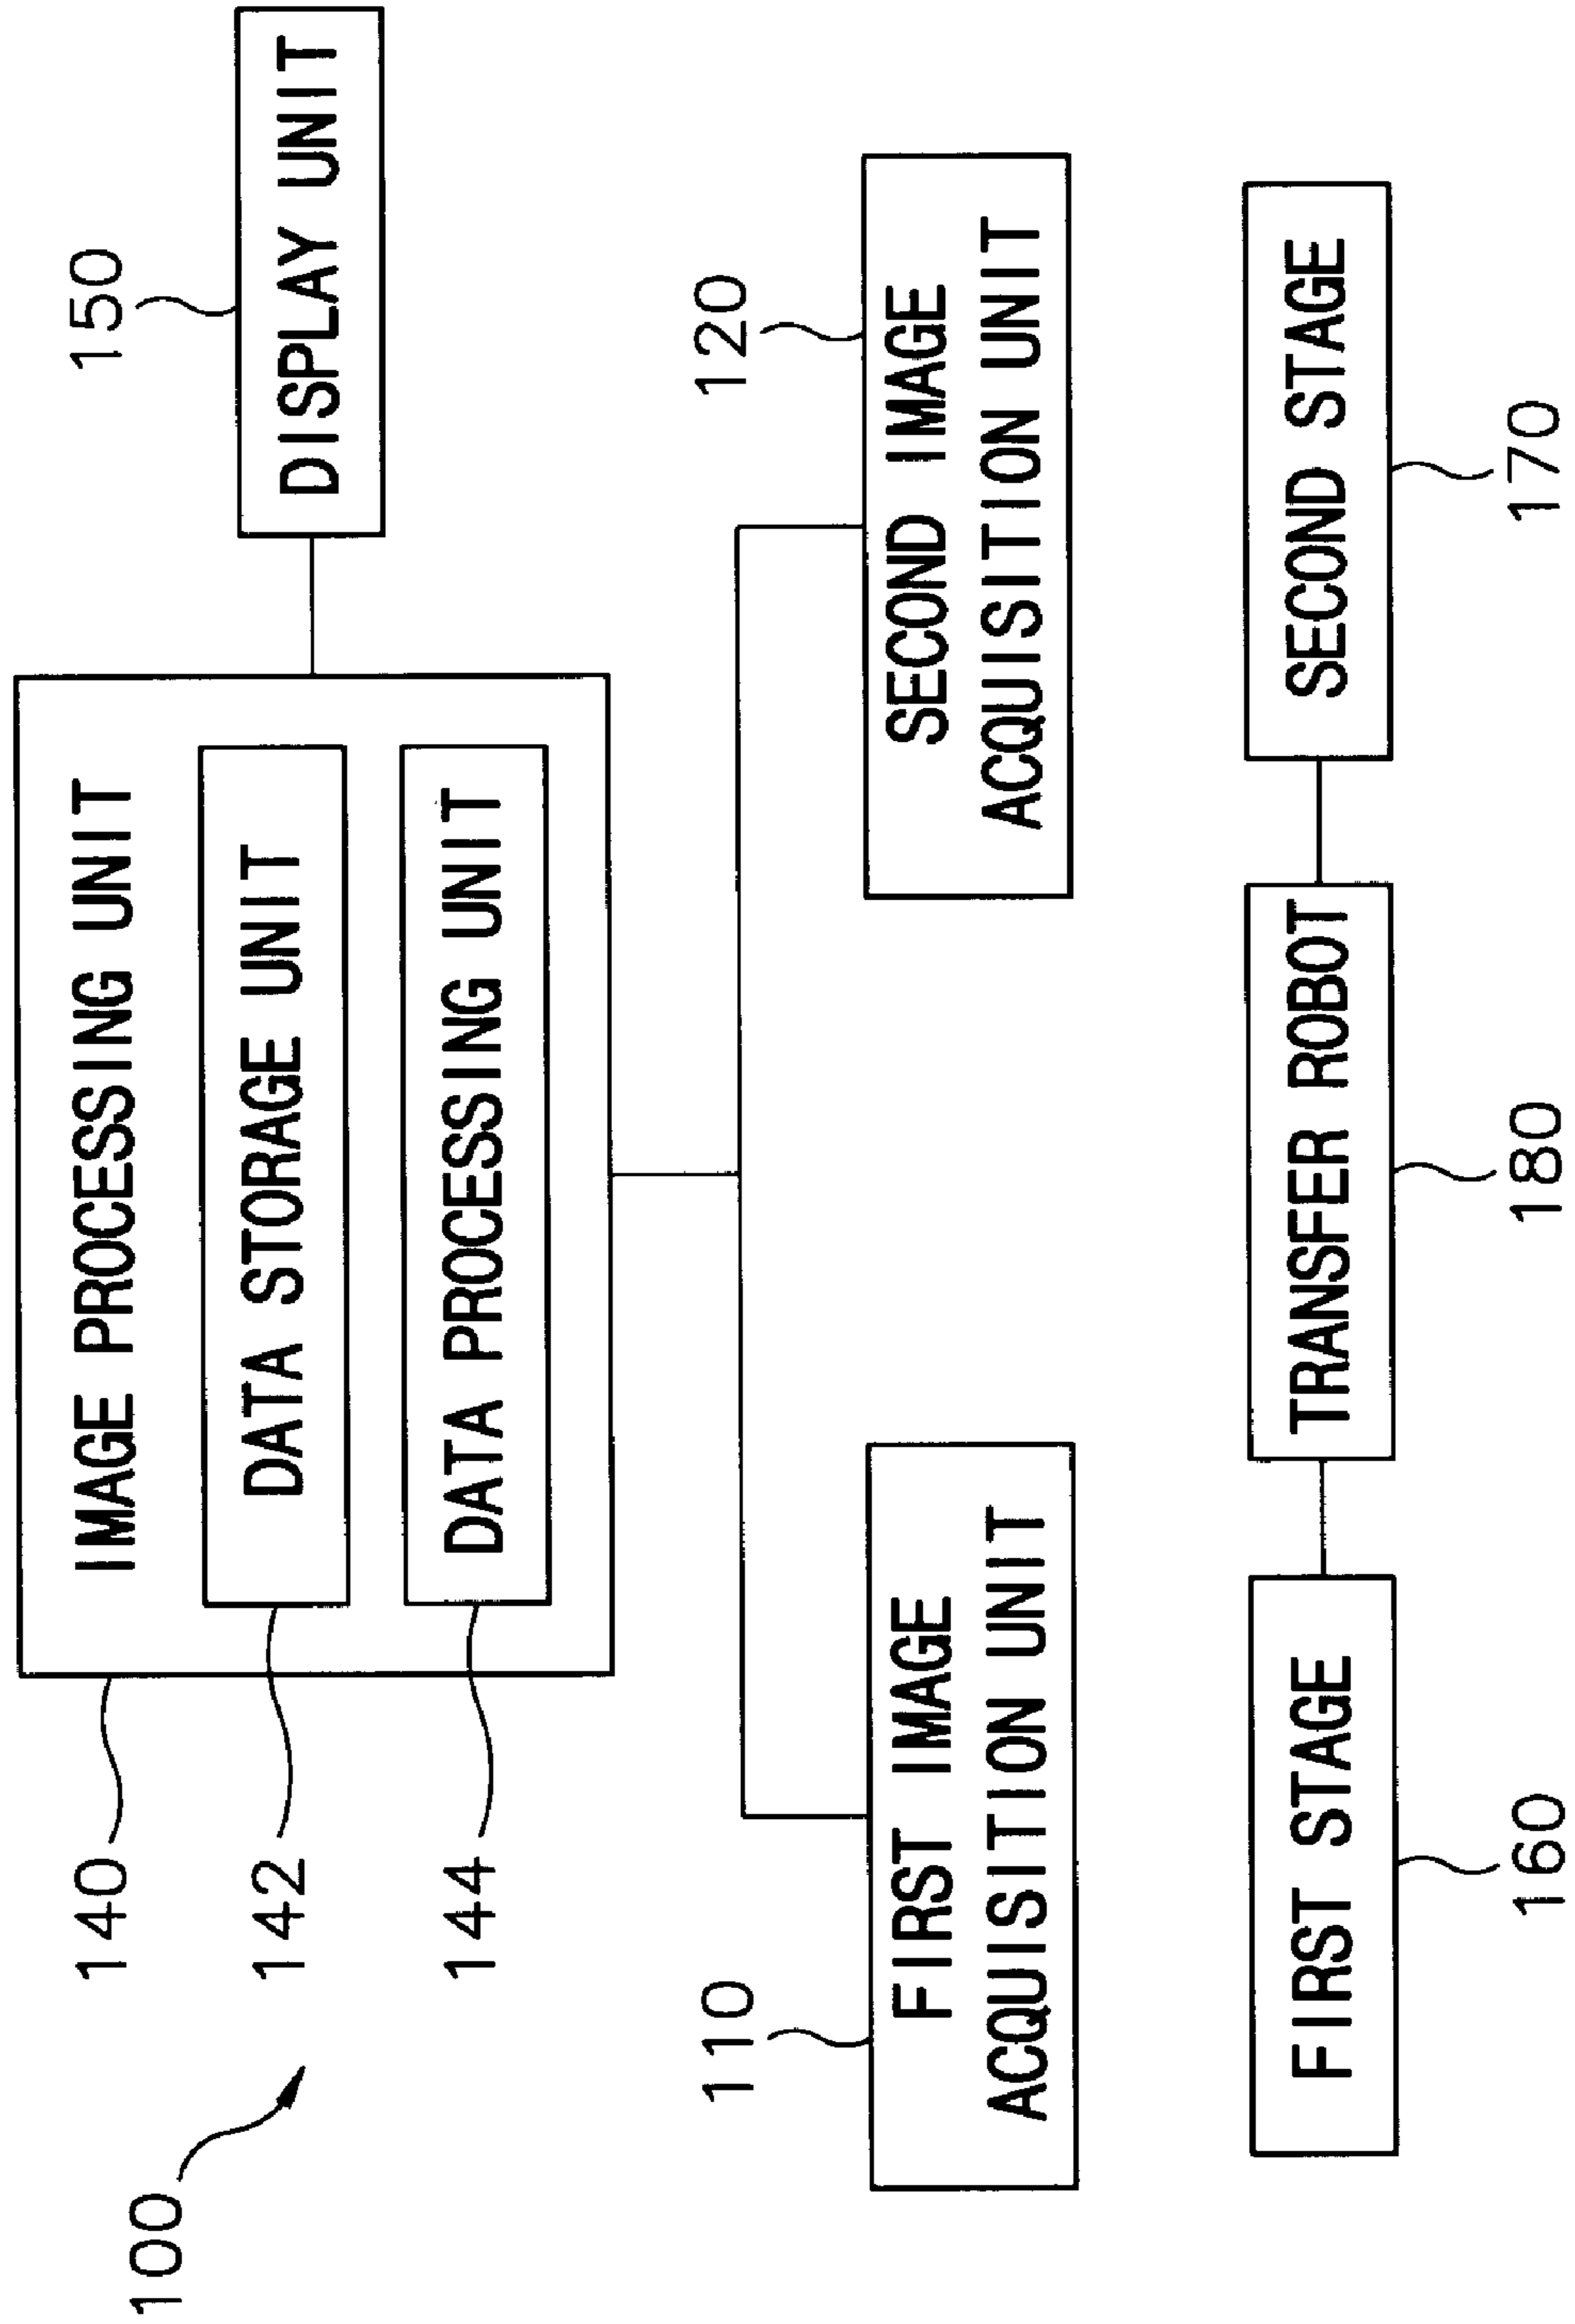 100
140
IMAGE PROCESSING UNIT
142
DATA STORAGE UNIT
144
DATA PROCESSING UNIT
150
DISPLAY UNIT
110
FIRST IMAGE
ACQUISITION UNIT
120
SECOND IMAGE
ACQUISITION UNIT
FIRST STAGE
TRANSFER ROBOT
SECOND STAGE
160
180
170